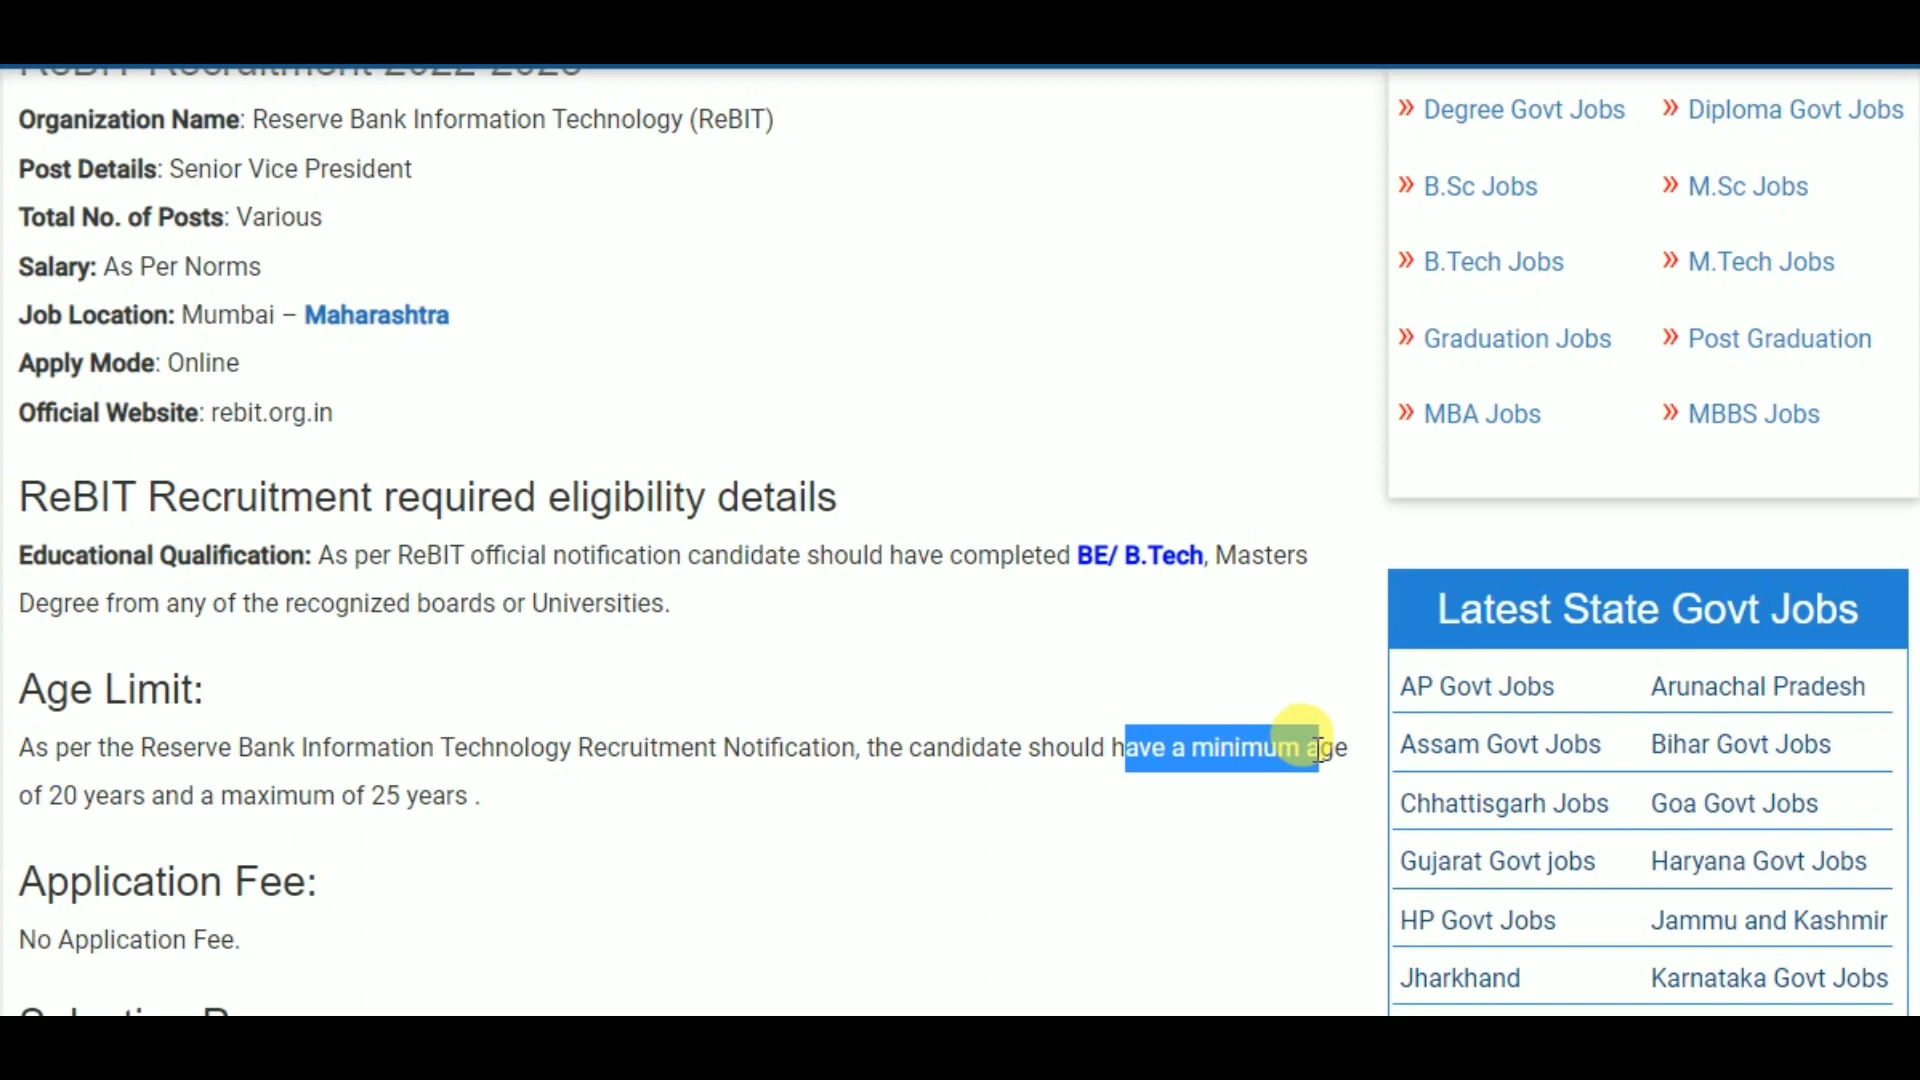 ReBIT Recruitment 2022-2023
Organization Name: Reserve Bank Information Technology (ReBIT)
Post Details: Senior Vice President
Total No. of Posts: Various
Salary: As Per Norms
Job Location: Mumbai – Maharashtra
Apply Mode: Online
Official Website: rebit.org.in
ReBIT Recruitment required eligibility details
Educational Qualification: As per ReBIT official notification candidate should have completed BE/ B.Tech, Masters
Degree from any of the recognized boards or Universities.
Age Limit:
As per the Reserve Bank Information Technology Recruitment Notification, the candidate should have a minimum age
of 20 years and a maximum of 25 years .
Application Fee:
No Application Fee.
» Degree Govt Jobs » Diploma Govt Jobs
» B.Sc Jobs » M.Sc Jobs
» B.Tech Jobs » M.Tech Jobs
» Graduation Jobs » Post Graduation
» MBA Jobs » MBBS Jobs
Latest State Govt Jobs
AP Govt Jobs Arunachal Pradesh
Assam Govt Jobs Bihar Govt Jobs
Chhattisgarh Jobs Goa Govt Jobs
Gujarat Govt jobs Haryana Govt Jobs
HP Govt Jobs Jammu and Kashmir
Jharkhand Karnataka Govt Jobs